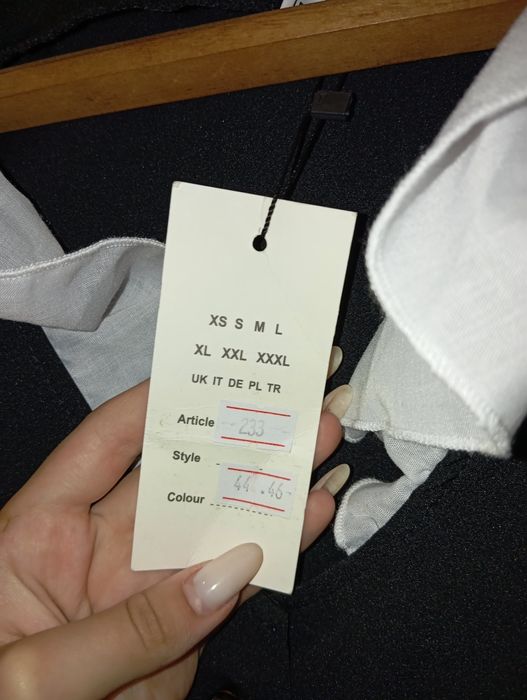 XS S M L
XL XXL XXXL
UK IT DE PL TR
Article 233
Style
44 .46
Colour